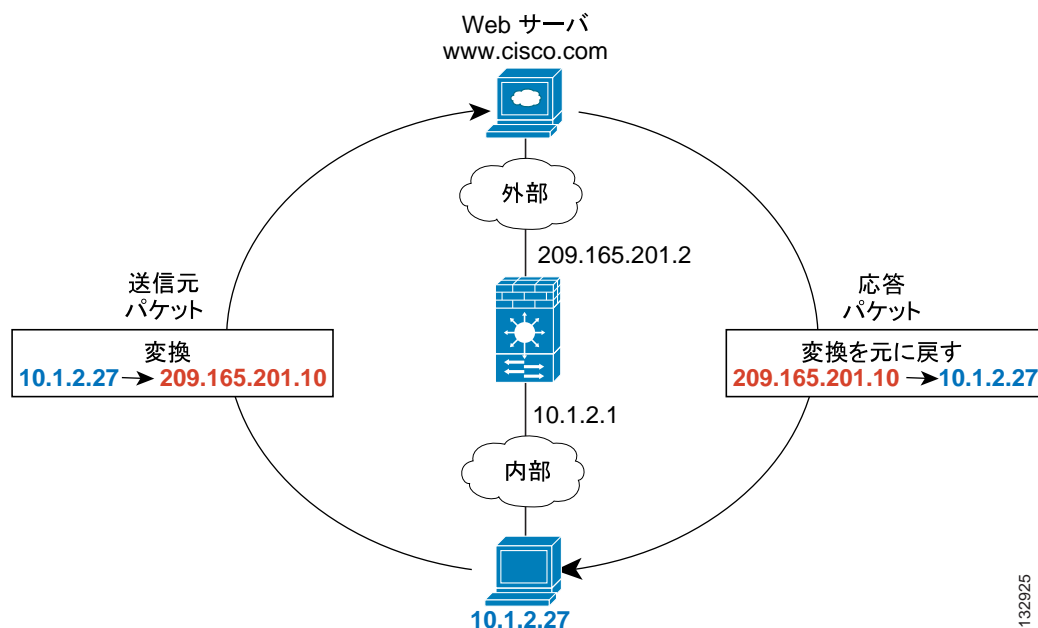 Web サーバ
www.cisco.com
外部
209.165.201.2
送信元
パケット
変換
10.1.2.27 → 209.165.201.10
応答
パケット
変換を元に戻す
209.165.201.10 → 10.1.2.27
10.1.2.1
内部
10.1.2.27
132925